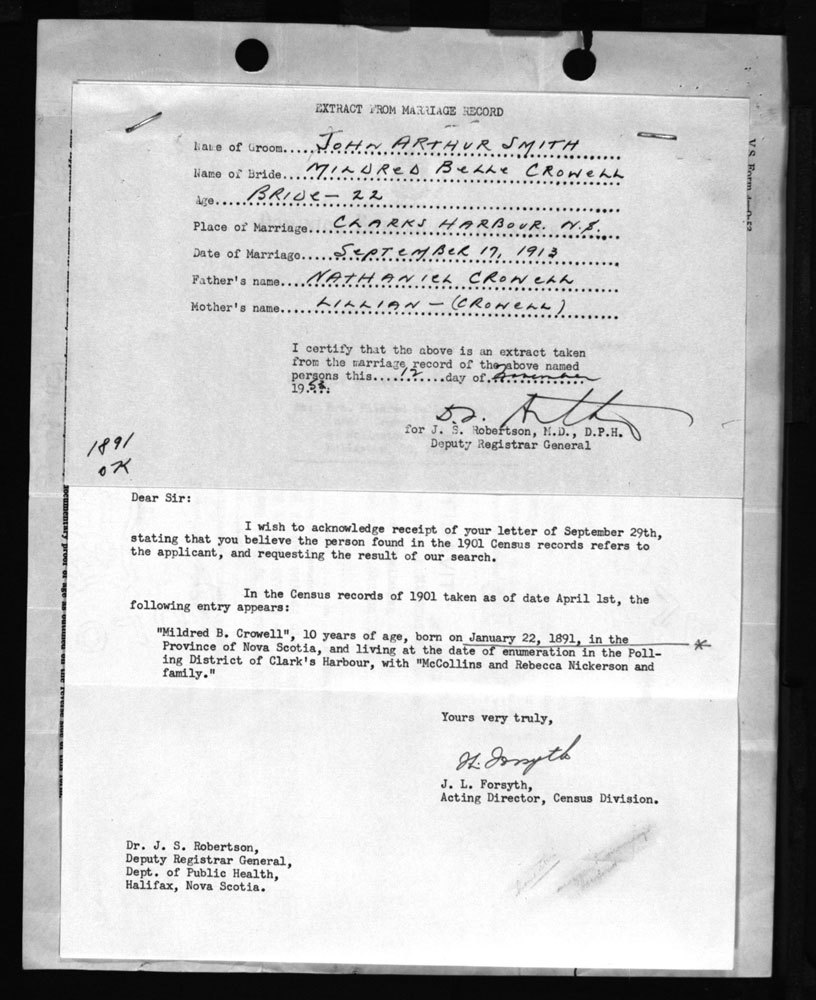 EXTRACT FROM MARRIAGE RECORD
Name of Groom....JOHN ARTHUR SMITH
Name of Bride....MILDRED BELLE CROWELL
Age....BRIDE - 22
Place of Marriage...CLARKS HARBOUR. N.S.
Date of Marriage....SEPTEMBER 17, 1913
Father's name....NATHANIEL CROWELL
Mother's name....LILLIAN - (CROWELL)
I certify that the above is an extract taken
from the marriage record of the above named
persons this....12....day of
19.53.
for J. S. Robertson, M.D., D.P.H.
Deputy Registrar General
1891
OK
Dear Sir:
I wish to acknowledge receipt of your letter of September 29th,
stating that you believe the person found in the 1901 Census records refers to
the applicant, and requesting the result of our search.
In the Census records of 1901 taken as of date April 1st, the
following entry appears:
"Mildred B. Crowell", 10 years of age, born on January 22, 1891, in the
Province of Nova Scotia, and living at the date of enumeration in the Poll-
ing District of Clark's Harbour, with "McCollins and Rebecca Nickerson and
family."
Yours very truly,
J. L. Forsyth,
Acting Director, Census Division.
Dr. J. S. Robertson,
Deputy Registrar General,
Dept. of Public Health,
Halifax, Nova Scotia.